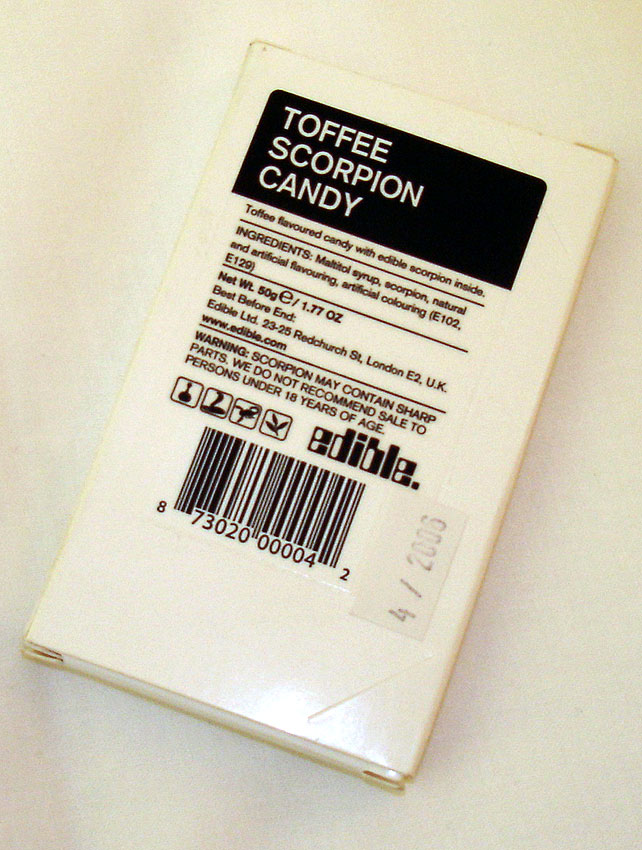 TOFFEE
SCORPION
CANDY
Toffee flavoured candy with edible scorpion inside.
INGREDIENTS: Maltitol syrup, scorpion, natural
and artificial flavouring, artificial colouring (E102,
E129)
Net Wt. 50g℮/ 1.77 OZ
Best Before End:
Edible Ltd. 23-25 Redchurch St, London E2, U.K.
www.edible.com
WARNING: SCORPION MAY CONTAIN SHARP
PARTS. WE DO NOT RECOMMEND SALE TO
PERSONS UNDER 18 YEARS OF AGE.
edible.
8 73020 00004 2
4 / 2006